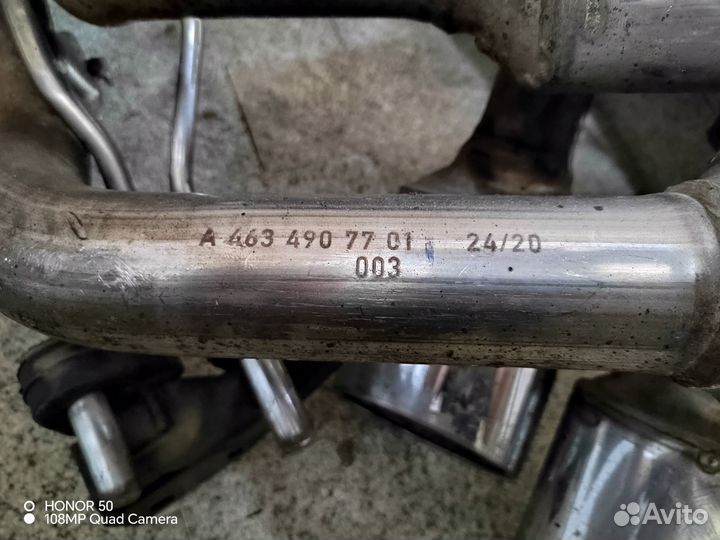 A 463 490 77 01 24/20
003
HONOR 50
108MP Quad Camera
Avito